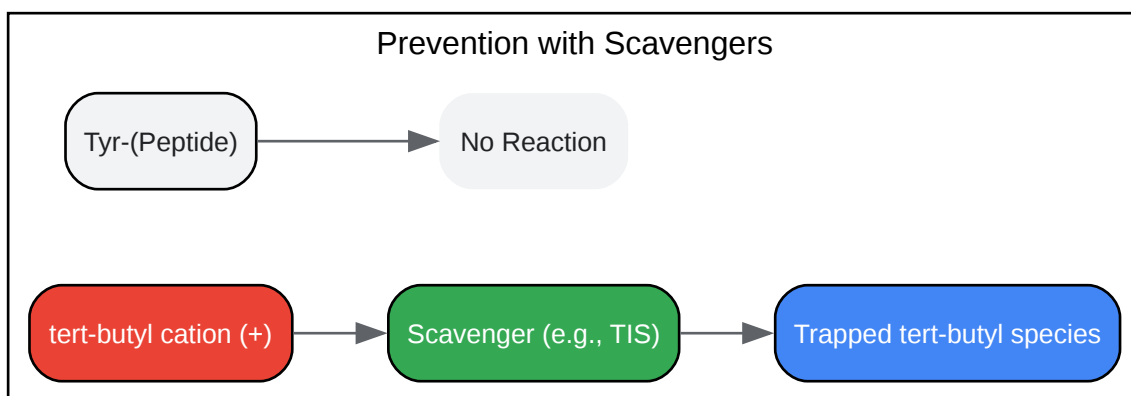 Prevention with Scavengers
Tyr-(Peptide)
No Reaction
tert-butyl cation (+)
Scavenger (e.g., TIS)
Trapped tert-butyl species